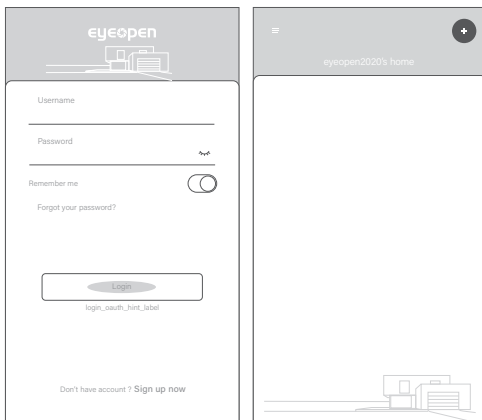 eyeopen
Username
Password
Remember me
Forgot your password?
Login
login_oauth_hint_label
Don't have account ? Sign up now
eyeopen2020's home